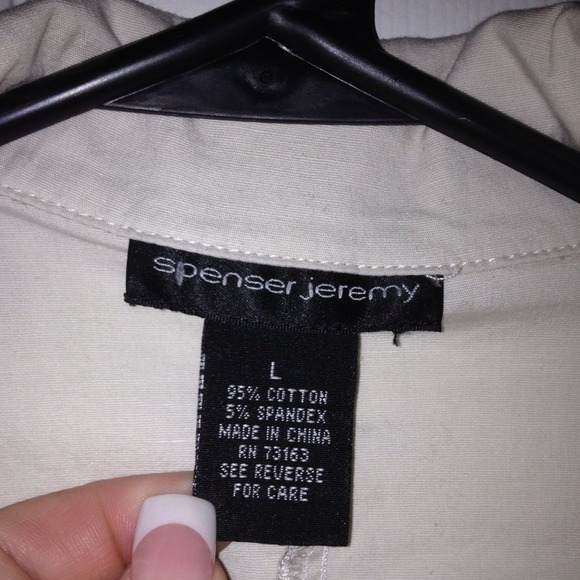 spenser jeremy
L
95% COTTON
5% SPANDEX
MADE IN CHINA
RN 73163
SEE REVERSE
FOR CARE